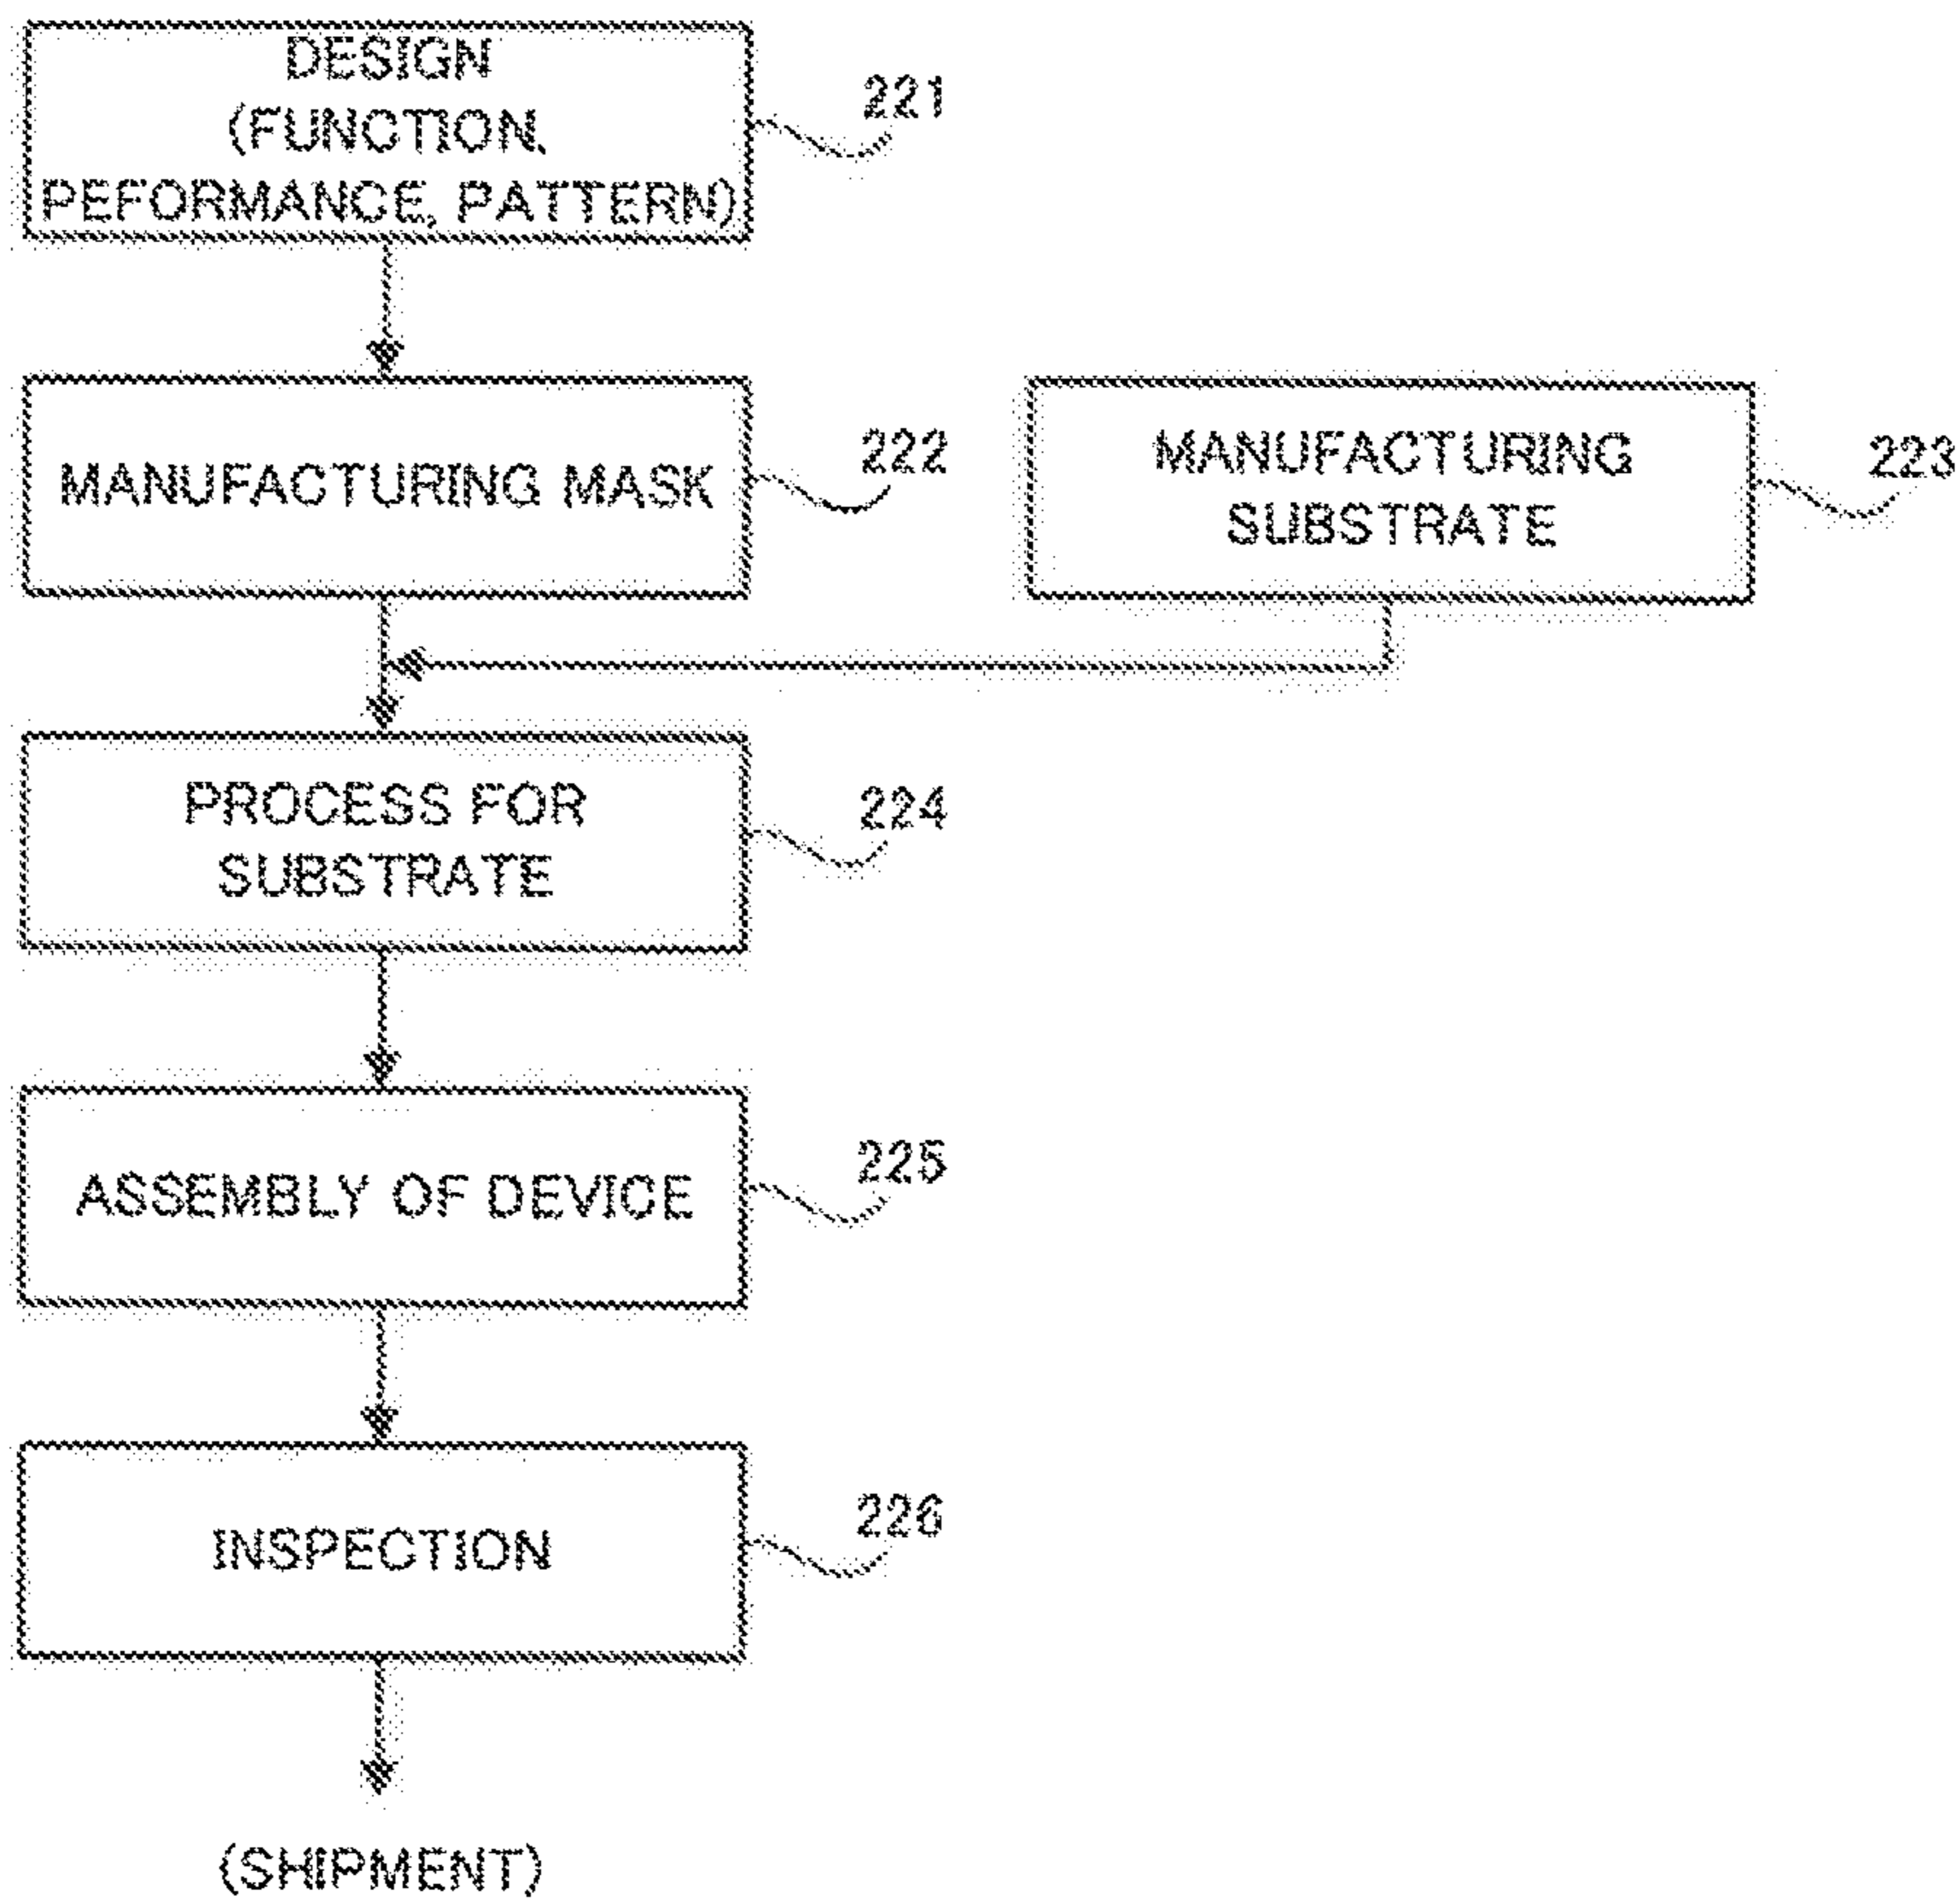 DESIGN
(FUNCTION,
PEFORMANCE, PATTERN)
221
MANUFACTURING MASK
222
MANUFACTURING
SUBSTRATE
223
PROCESS FOR
SUBSTRATE
224
ASSEMBLY OF DEVICE
225
INSPECTION
226
(SHIPMENT)